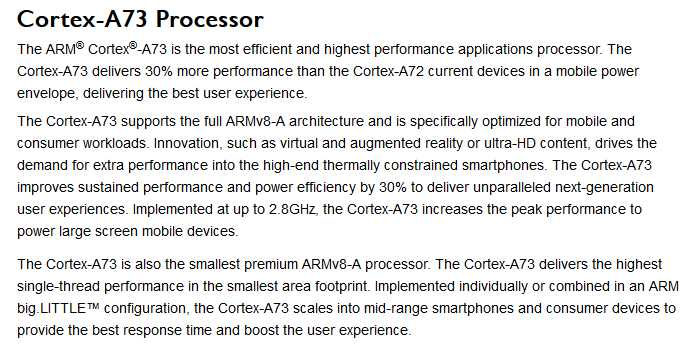 Cortex-A73 Processor
The ARM® Cortex®-A73 is the most efficient and highest performance applications processor. The
Cortex-A73 delivers 30% more performance than the Cortex-A72 current devices in a mobile power
envelope, delivering the best user experience.
The Cortex-A73 supports the full ARMv8-A architecture and is specifically optimized for mobile and
consumer workloads. Innovation, such as virtual and augmented reality or ultra-HD content, drives the
demand for extra performance into the high-end thermally constrained smartphones. The Cortex-A73
improves sustained performance and power efficiency by 30% to deliver unparalleled next-generation
user experiences. Implemented at up to 2.8GHz, the Cortex-A73 increases the peak performance to
power large screen mobile devices.
The Cortex-A73 is also the smallest premium ARMv8-A processor. The Cortex-A73 delivers the highest
single-thread performance in the smallest area footprint. Implemented individually or combined in an ARM
big.LITTLE™ configuration, the Cortex-A73 scales into mid-range smartphones and consumer devices to
provide the best response time and boost the user experience.